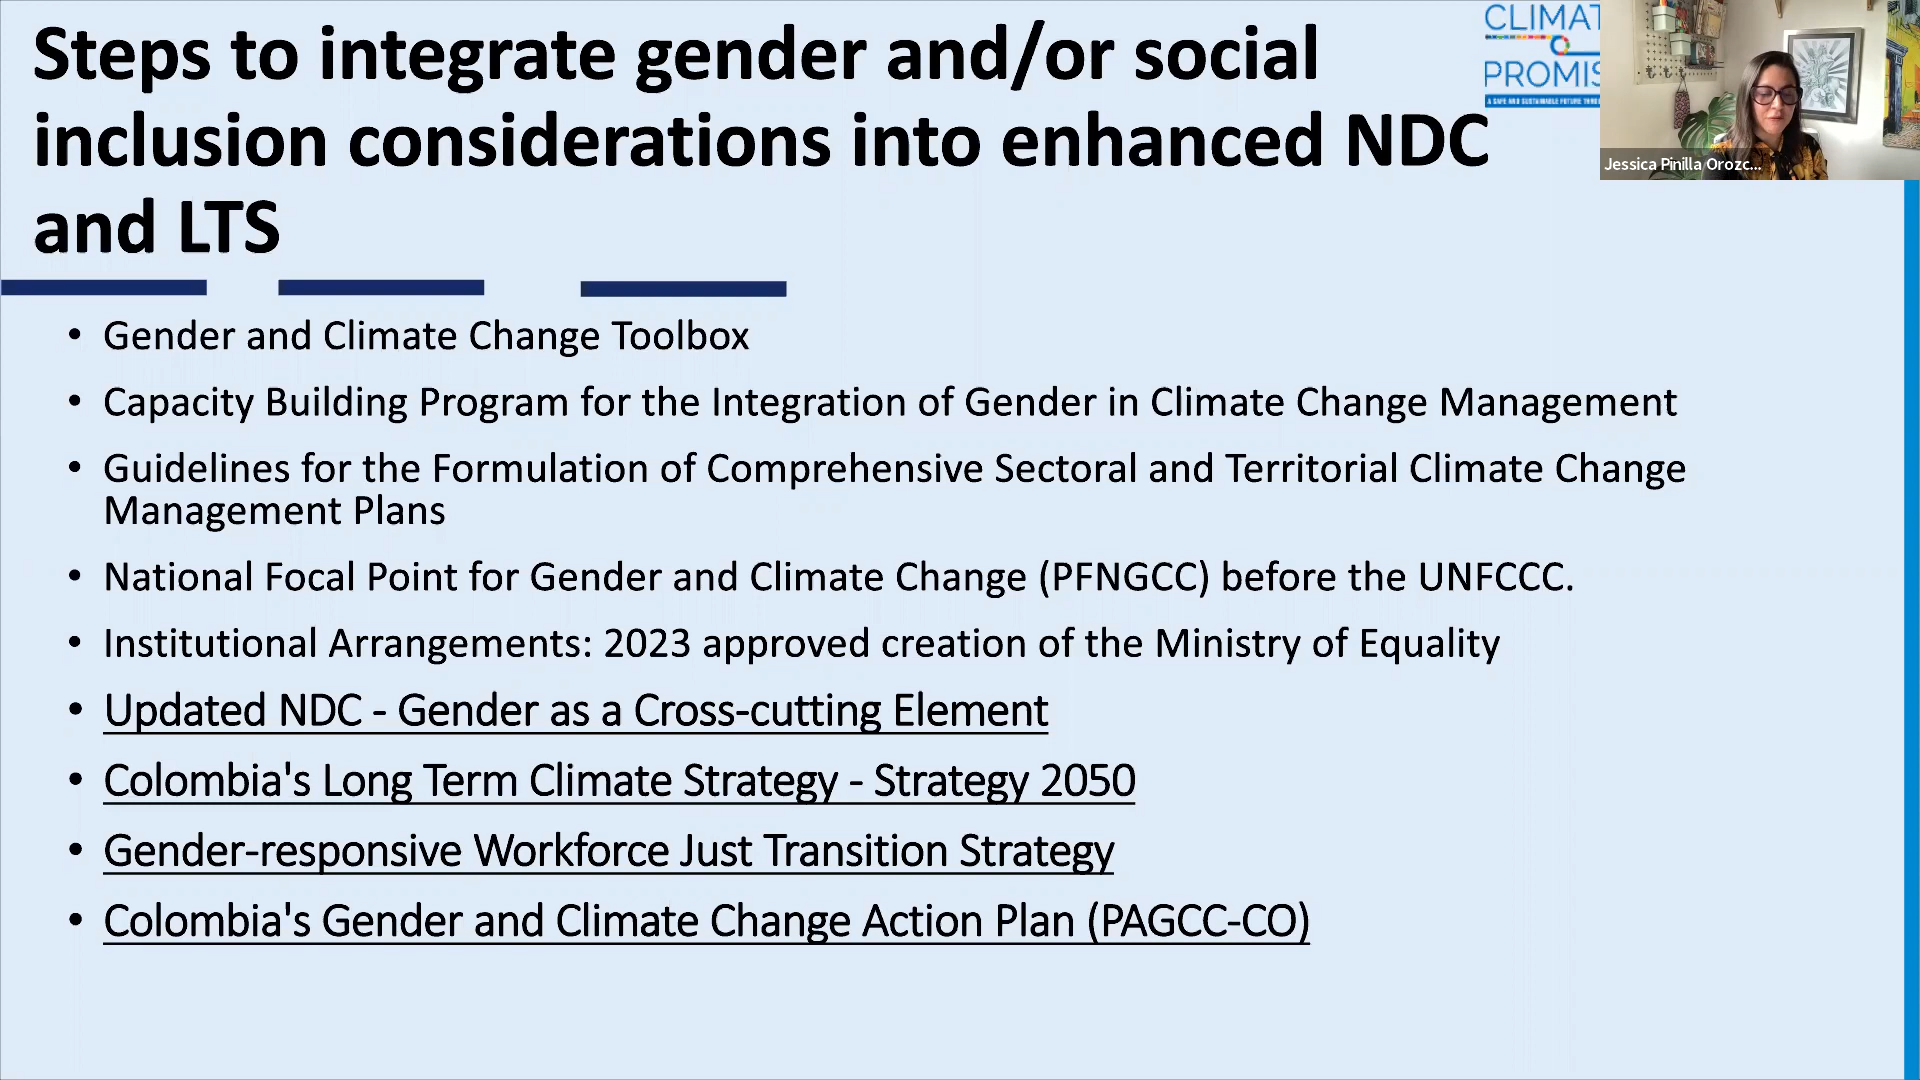 Steps to integrate gender and/or social
inclusion considerations into enhanced NDC
and LTS
CLIMAT
PROMIS
A SAFE AND SUSTAINABLE FUTURE
Jessica Pinilla Orozc...
• Gender and Climate Change Toolbox
• Capacity Building Program for the Integration of Gender in Climate Change Management
• Guidelines for the Formulation of Comprehensive Sectoral and Territorial Climate Change
Management Plans
• National Focal Point for Gender and Climate Change (PFNGCC) before the UNFCCC.
• Institutional Arrangements: 2023 approved creation of the Ministry of Equality
• Updated NDC - Gender as a Cross-cutting Element
• Colombia's Long Term Climate Strategy - Strategy 2050
• Gender-responsive Workforce Just Transition Strategy
• Colombia's Gender and Climate Change Action Plan (PAGCC-CO)